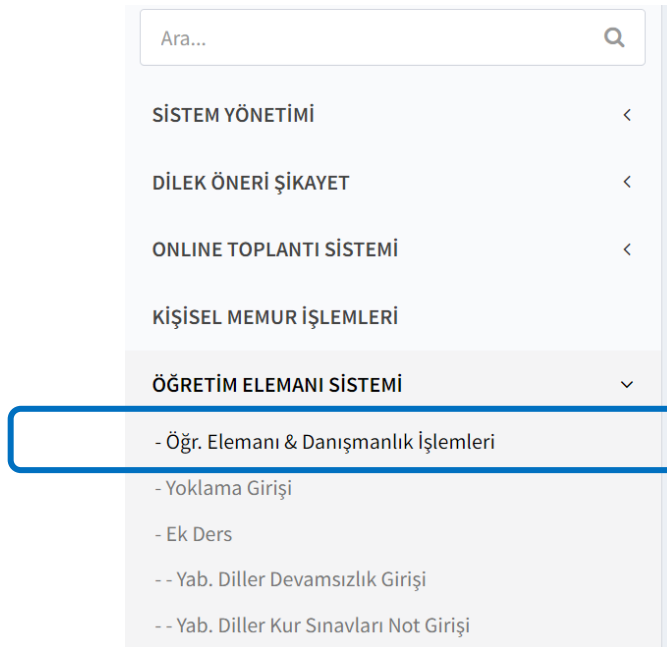 Ara...
SİSTEM YÖNETİMİ
DİLEK ÖNERİ ŞİKAYET
ONLINE TOPLANTI SİSTEMİ
KİŞİSEL MEMUR İŞLEMLERİ
ÖĞRETİM ELEMANI SİSTEMİ
- Öğr. Elemanı & Danışmanlık İşlemleri
- Yoklama Girişi
- Ek Ders
- - Yab. Diller Devamsızlık Girişi
- - Yab. Diller Kur Sınavları Not Girişi